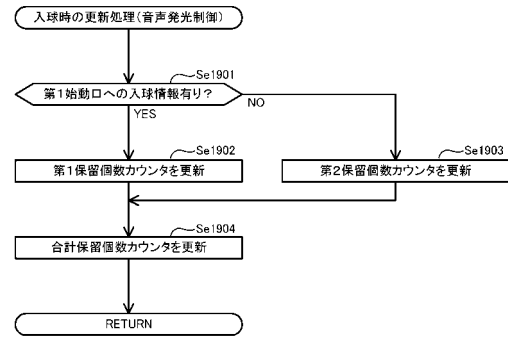 入球時の更新処理(音声発光制御)
Se1901
第1始動口への入球情報有り?
YES
NO
Se1902
第1保留個数カウンタを更新
Se1903
第2保留個数カウンタを更新
Se1904
合計保留個数カウンタを更新
RETURN